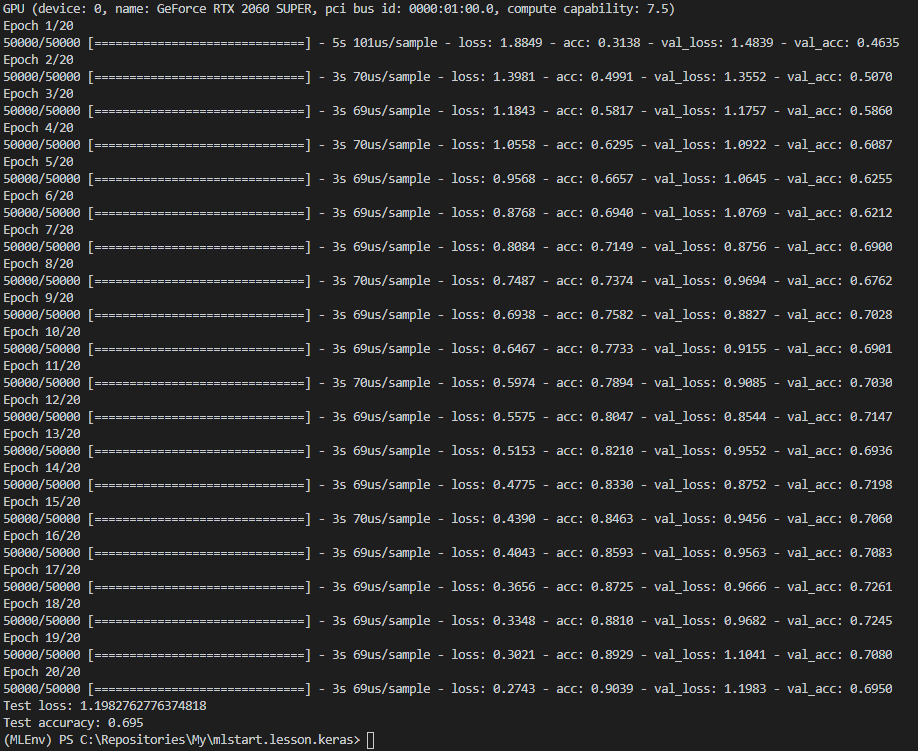 GPU (device: 0, name: GeForce RTX 2060 SUPER, pci bus id: 0000:01:00.0, compute capability: 7.5)
Epoch 1/20
50000/50000 [==============================] - 5s 101us/sample - loss: 1.8849 - acc: 0.3138 - val_loss: 1.4839 - val_acc: 0.4635
Epoch 2/20
50000/50000 [==============================] - 3s 70us/sample - loss: 1.3981 - acc: 0.4991 - val_loss: 1.3552 - val_acc: 0.5070
Epoch 3/20
50000/50000 [==============================] - 3s 69us/sample - loss: 1.1843 - acc: 0.5817 - val_loss: 1.1757 - val_acc: 0.5860
Epoch 4/20
50000/50000 [==============================] - 3s 70us/sample - loss: 1.0558 - acc: 0.6295 - val_loss: 1.0922 - val_acc: 0.6087
Epoch 5/20
50000/50000 [==============================] - 3s 69us/sample - loss: 0.9568 - acc: 0.6657 - val_loss: 1.0645 - val_acc: 0.6255
Epoch 6/20
50000/50000 [==============================] - 3s 69us/sample - loss: 0.8768 - acc: 0.6940 - val_loss: 1.0769 - val_acc: 0.6212
Epoch 7/20
50000/50000 [==============================] - 3s 69us/sample - loss: 0.8084 - acc: 0.7149 - val_loss: 0.8756 - val_acc: 0.6900
Epoch 8/20
50000/50000 [==============================] - 3s 70us/sample - loss: 0.7487 - acc: 0.7374 - val_loss: 0.9694 - val_acc: 0.6762
Epoch 9/20
50000/50000 [==============================] - 3s 69us/sample - loss: 0.6938 - acc: 0.7582 - val_loss: 0.8827 - val_acc: 0.7028
Epoch 10/20
50000/50000 [==============================] - 3s 69us/sample - loss: 0.6467 - acc: 0.7733 - val_loss: 0.9155 - val_acc: 0.6901
Epoch 11/20
50000/50000 [==============================] - 3s 70us/sample - loss: 0.5974 - acc: 0.7894 - val_loss: 0.9085 - val_acc: 0.7030
Epoch 12/20
50000/50000 [==============================] - 3s 69us/sample - loss: 0.5575 - acc: 0.8047 - val_loss: 0.8544 - val_acc: 0.7147
Epoch 13/20
50000/50000 [==============================] - 3s 69us/sample - loss: 0.5153 - acc: 0.8210 - val_loss: 0.9552 - val_acc: 0.6936
Epoch 14/20
50000/50000 [==============================] - 3s 69us/sample - loss: 0.4775 - acc: 0.8330 - val_loss: 0.8752 - val_acc: 0.7198
Epoch 15/20
50000/50000 [==============================] - 3s 70us/sample - loss: 0.4390 - acc: 0.8463 - val_loss: 0.9456 - val_acc: 0.7060
Epoch 16/20
50000/50000 [==============================] - 3s 69us/sample - loss: 0.4043 - acc: 0.8593 - val_loss: 0.9563 - val_acc: 0.7083
Epoch 17/20
50000/50000 [==============================] - 3s 69us/sample - loss: 0.3656 - acc: 0.8725 - val_loss: 0.9666 - val_acc: 0.7261
Epoch 18/20
50000/50000 [==============================] - 3s 69us/sample - loss: 0.3348 - acc: 0.8810 - val_loss: 0.9682 - val_acc: 0.7245
Epoch 19/20
50000/50000 [==============================] - 3s 69us/sample - loss: 0.3021 - acc: 0.8929 - val_loss: 1.1041 - val_acc: 0.7080
Epoch 20/20
50000/50000 [==============================] - 3s 69us/sample - loss: 0.2743 - acc: 0.9039 - val_loss: 1.1983 - val_acc: 0.6950
Test loss: 1.1982762776374818
Test accuracy: 0.695
(MLEnv) PS C:\Repositories\My\mlstart.lesson.keras>